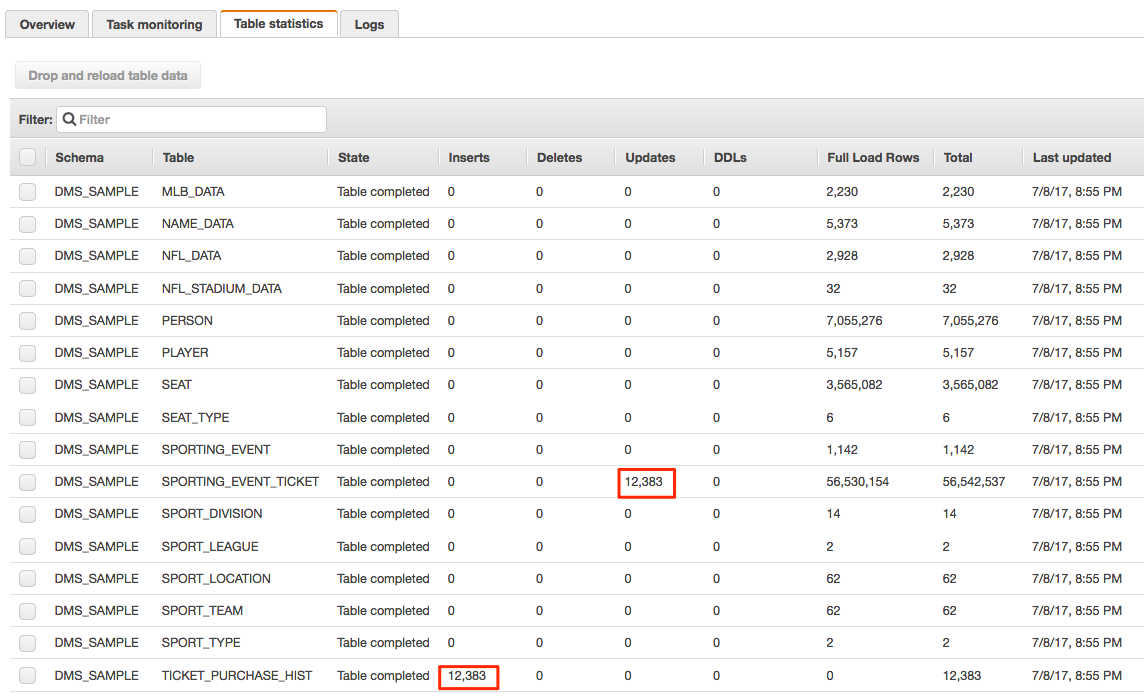 Overview Task monitoring Table statistics Logs
Drop and reload table data
Filter: Filter
Schema Table State Inserts Deletes Updates DDLs Full Load Rows Total Last updated
DMS_SAMPLE MLB_DATA Table completed 0 0 0 0 2,230 2,230 7/8/17, 8:55 PM
DMS_SAMPLE NAME_DATA Table completed 0 0 0 0 5,373 5,373 7/8/17, 8:55 PM
DMS_SAMPLE NFL_DATA Table completed 0 0 0 0 2,928 2,928 7/8/17, 8:55 PM
DMS_SAMPLE NFL_STADIUM_DATA Table completed 0 0 0 0 32 32 7/8/17, 8:55 PM
DMS_SAMPLE PERSON Table completed 0 0 0 0 7,055,276 7,055,276 7/8/17, 8:55 PM
DMS_SAMPLE PLAYER Table completed 0 0 0 0 5,157 5,157 7/8/17, 8:55 PM
DMS_SAMPLE SEAT Table completed 0 0 0 0 3,565,082 3,565,082 7/8/17, 8:55 PM
DMS_SAMPLE SEAT_TYPE Table completed 0 0 0 0 6 6 7/8/17, 8:55 PM
DMS_SAMPLE SPORTING_EVENT Table completed 0 0 0 0 1,142 1,142 7/8/17, 8:55 PM
DMS_SAMPLE SPORTING_EVENT_TICKET Table completed 0 0 12,383 0 56,530,154 56,542,537 7/8/17, 8:55 PM
DMS_SAMPLE SPORT_DIVISION Table completed 0 0 0 0 14 14 7/8/17, 8:55 PM
DMS_SAMPLE SPORT_LEAGUE Table completed 0 0 0 0 2 2 7/8/17, 8:55 PM
DMS_SAMPLE SPORT_LOCATION Table completed 0 0 0 0 62 62 7/8/17, 8:55 PM
DMS_SAMPLE SPORT_TEAM Table completed 0 0 0 0 62 62 7/8/17, 8:55 PM
DMS_SAMPLE SPORT_TYPE Table completed 0 0 0 0 2 2 7/8/17, 8:55 PM
DMS_SAMPLE TICKET_PURCHASE_HIST Table completed 12,383 0 0 0 0 12,383 7/8/17, 8:55 PM